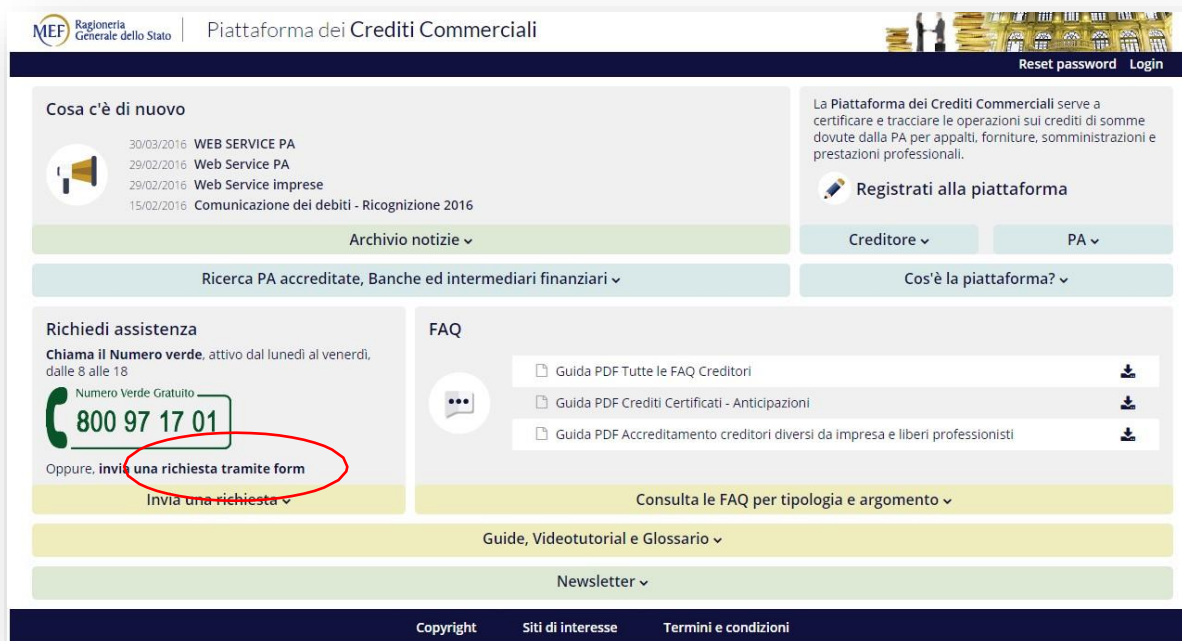 MEF Ragioneria
Generale dello Stato
Piattaforma dei Crediti Commerciali
Reset password Login
Cosa c'è di nuovo
30/03/2016 WEB SERVICE PA
29/02/2016 Web Service PA
29/02/2016 Web Service imprese
15/02/2016 Comunicazione dei debiti - Ricognizione 2016
Archivio notizie
La Piattaforma dei Crediti Commerciali serve a
certificare e tracciare le operazioni sui crediti di somme
dovute dalla PA per appalti, forniture, somministrazioni e
prestazioni professionali.
Registrati alla piattaforma
Creditore
PA
Ricerca PA accreditate, Banche ed intermediari finanziari
Cos'è la piattaforma?
Richiedi assistenza
Chiama il Numero verde, attivo dal lunedì al venerdì,
dalle 8 alle 18
Numero Verde Gratuito
800 97 17 01
Oppure, invia una richiesta tramite form
Invia una richiesta
FAQ
Guida PDF Tutte le FAQ Creditori
Guida PDF Crediti Certificati - Anticipazioni
Guida PDF Accreditamento creditori diversi da impresa e liberi professionisti
Consulta le FAQ per tipologia e argomento
Guide, Videotutorial e Glossario
Newsletter
Copyright Siti di interesse Termini e condizioni